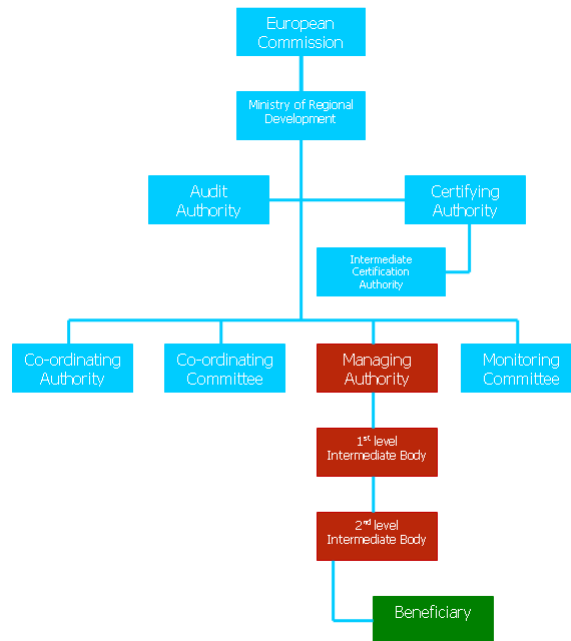 European
Commission
Ministry of Regional
Development
Audit
Authority
Certifying
Authority
Intermediate
Certification
Authority
Co-ordinating
Authority
Co-ordinating
Committee
Managing
Authority
Monitoring
Committee
1st level
Intermediate Body
2nd level
Intermediate Body
Beneficiary